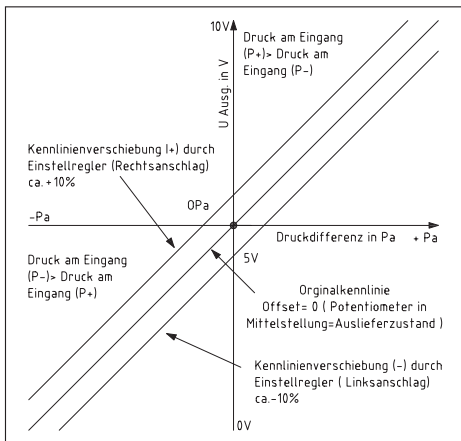 10V
Druck am Eingang
(P+)> Druck am
Eingang (P-)
U Ausg. in V
Kennlinienverschiebung I+) durch
Einstellregler (Rechtsanschlag)
ca.+10%
0Pa
-Pa
Druckdifferenz in Pa + Pa
Druck am Eingang
(P-)> Druck am
Eingang (P+)
5V
Orginalkennlinie
Offset= 0 ( Potentiometer in
Mittelstellung=Auslieferzustand )
Kennlinienverschiebung (-) durch
Einstellregler ( Linksanschlag)
ca.-10%
0V